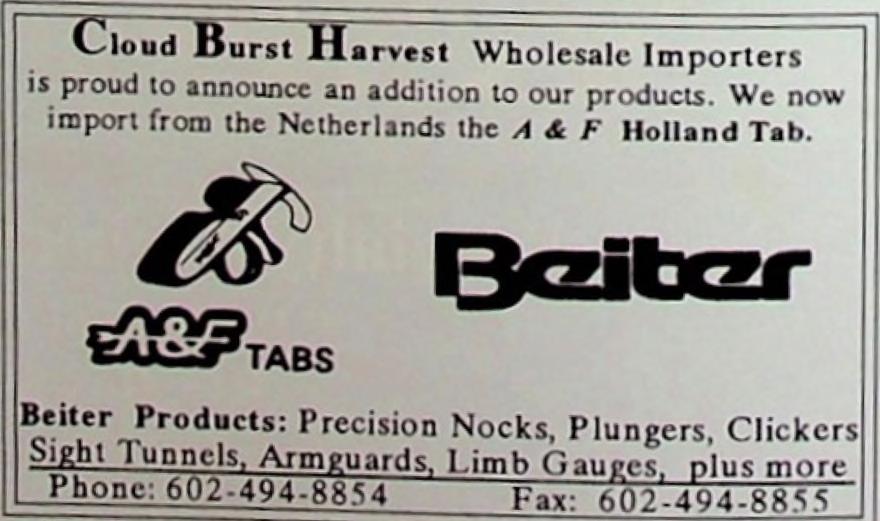 Cloud Burst Harvest Wholesale Importers
is proud to announce an addition to our products. We now
import from the Netherlands the A & F Holland Tab.
Beiter
A&F TABS
Beiter Products: Precision Nocks, Plungers, Clickers
Sight Tunnels, Armguards, Limb Gauges, plus more
Phone: 602-494-8854 Fax: 602-494-8855